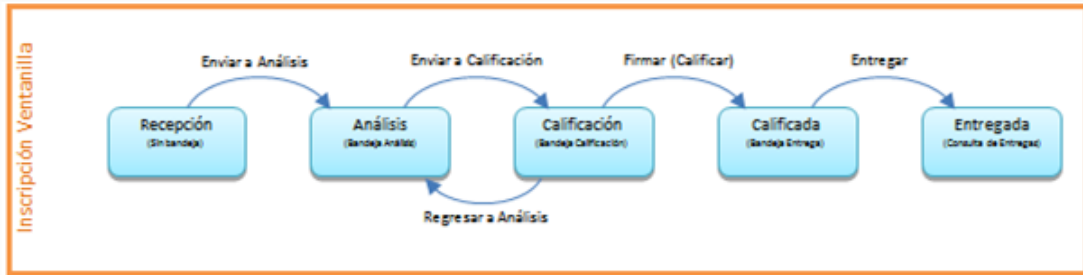 Inscripción Ventanilla
Enviar a Análisis
Enviar a Calificación
Firmar (Calificar)
Entregar
Recepción
(Sin bandeja)
Análisis
(Bandeja Análisis)
Calificación
(Bandeja Calificación)
Calificada
(Bandeja Entrega)
Entregada
(Consulta de Entregas)
Regresar a Análisis